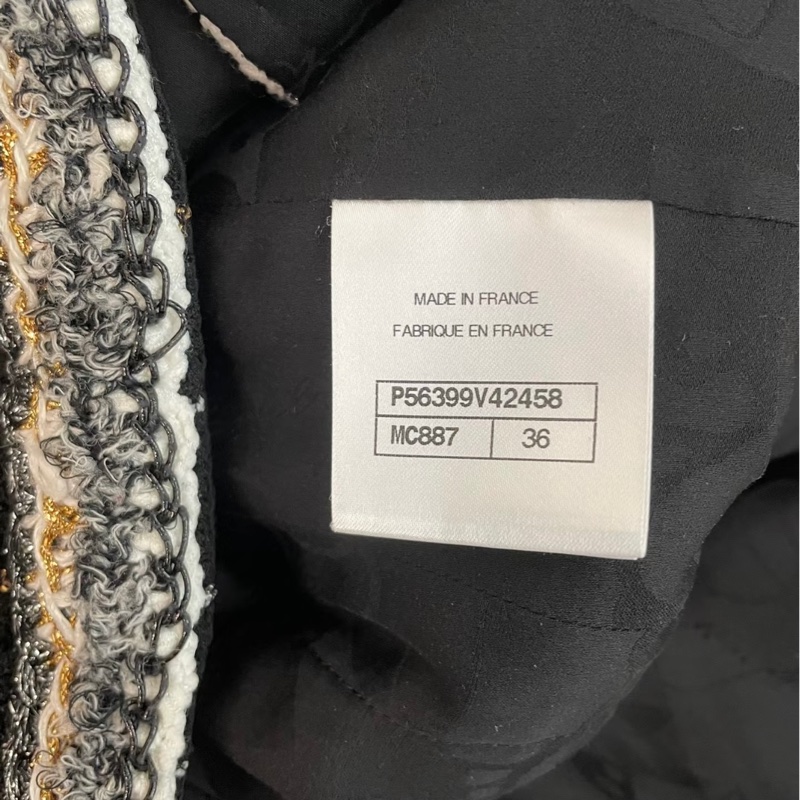 MADE IN FRANCE
FABRIQUE EN FRANCE
P56399V42458
MC887 36